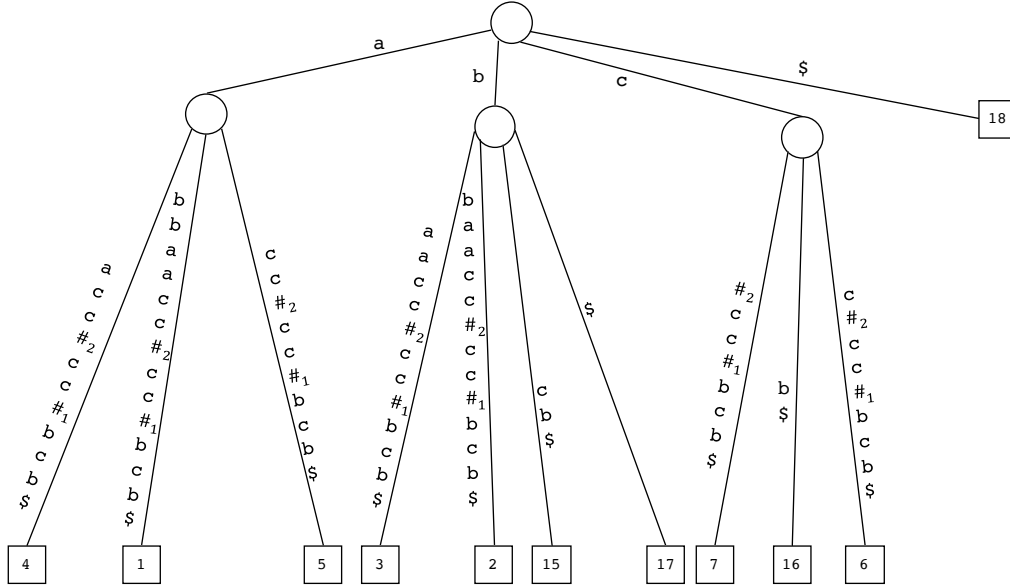 a
b
c
$
18
a c c #₂ c c #₁ b c b $
b b a a c c #₂ c c #₁ b c b $
c c #₂ c c #₁ b c b $
a a c c #₂ c c #₁ b c b $
b a a c c #₂ c c #₁ b c b $
c b $
$
#₂ c c #₁ b c b $
b $
c #₂ c c #₁ b c b $
4 1 5 3 2 15 17 7 16 6